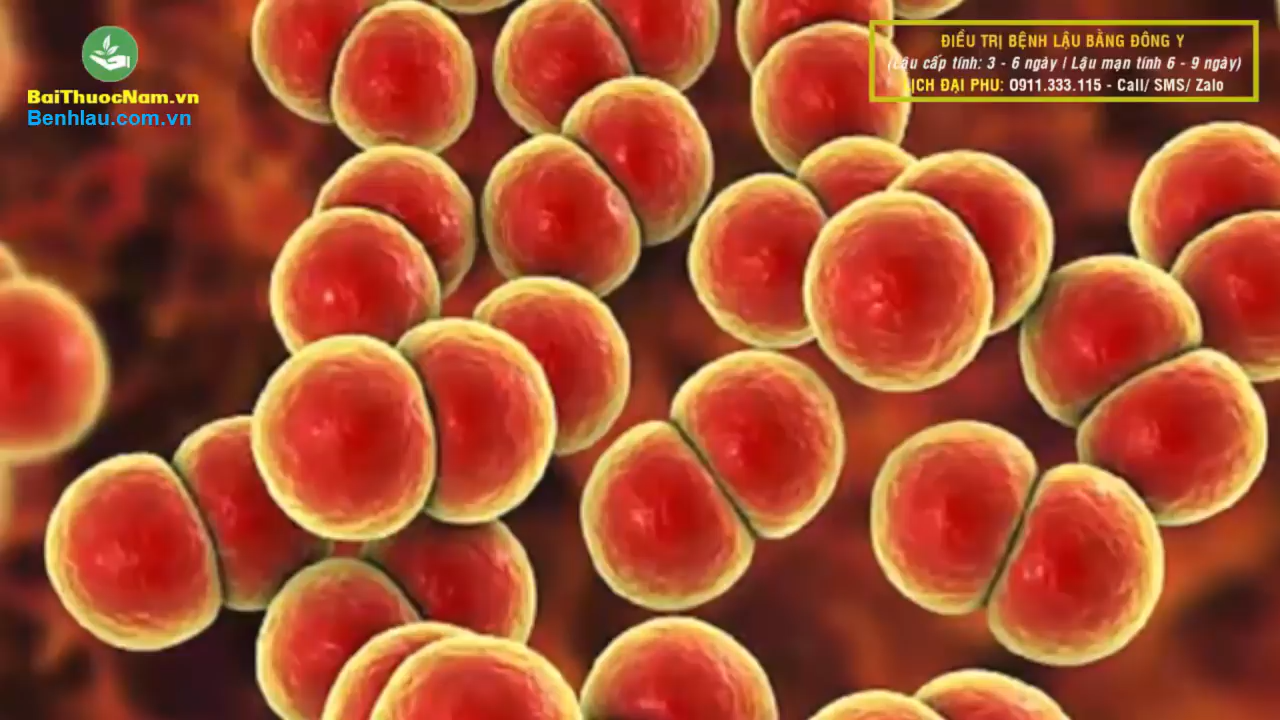 BaiThuocNam.vn
Benhlau.com.vn
ĐIỀU TRỊ BỆNH LẬU BẰNG ĐÔNG Y
(Lậu cấp tính: 3 - 6 ngày | Lậu mạn tính 6 - 9 ngày)
ỊCH ĐẠI PHU: 0911.333.115 - Call/ SMS/ Zalo